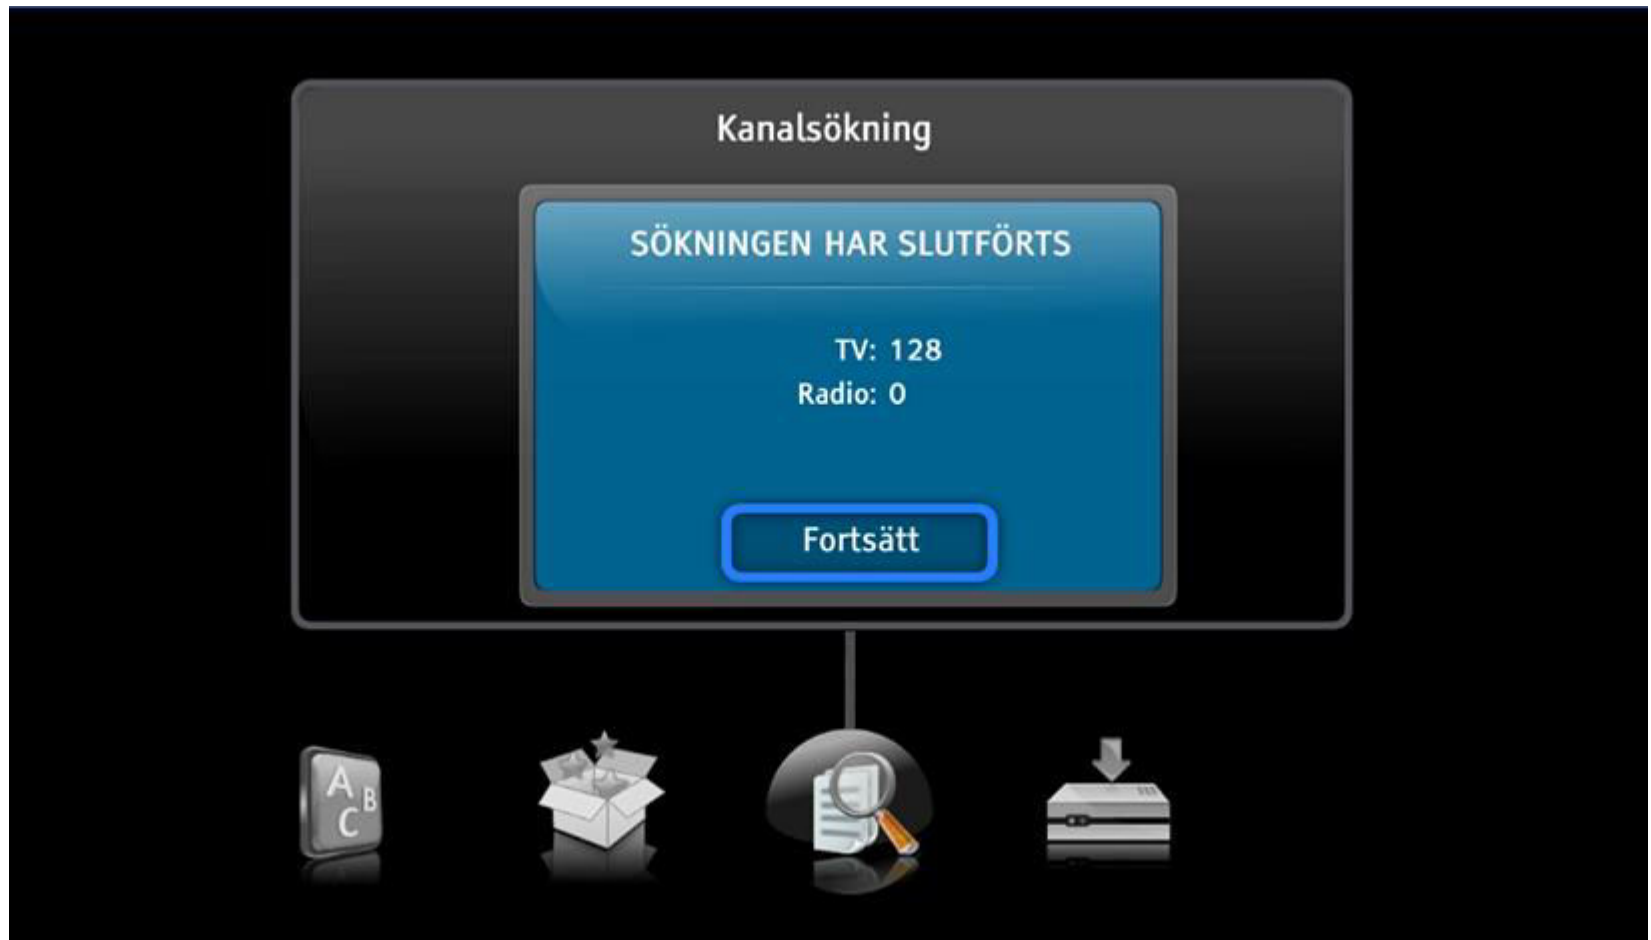 Kanalsökning
SÖKNINGEN HAR SLUTFÖRTS
TV: 128
Radio: 0
Fortsätt
A
B
C